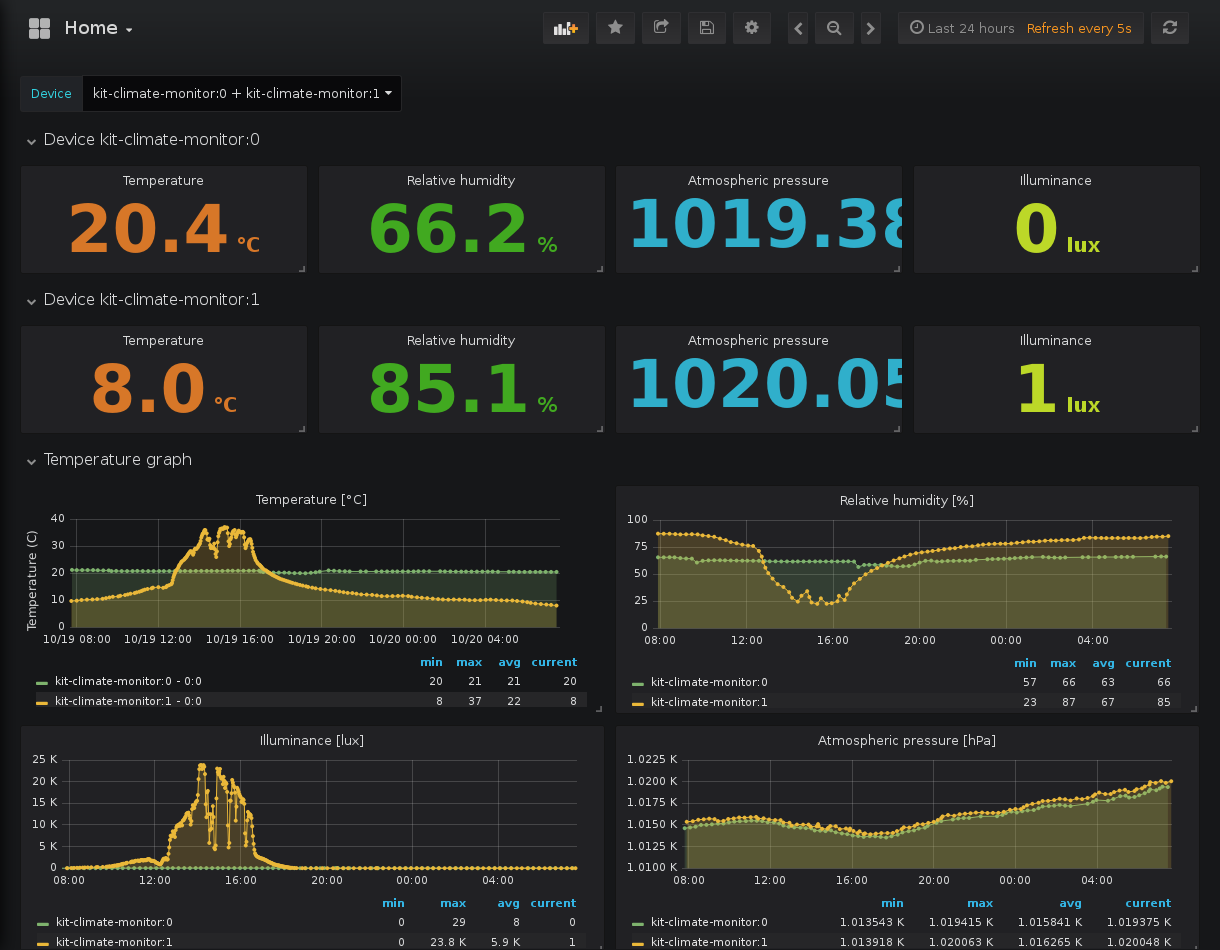 Home
Last 24 hours Refresh every 5s
Device kit-climate-monitor:0 + kit-climate-monitor:1
Device kit-climate-monitor:0
Temperature Relative humidity Atmospheric pressure Illuminance
20.4 °C 66.2 % 1019.38 0 lux
Device kit-climate-monitor:1
Temperature Relative humidity Atmospheric pressure Illuminance
8.0 °C 85.1 % 1020.05 1 lux
Temperature graph
Temperature [°C]
Temperature (C)
40
30
20
10
0
10/19 08:00 10/19 12:00 10/19 16:00 10/19 20:00 10/20 00:00 10/20 04:00
min max avg current
kit-climate-monitor:0 - 0:0 20 21 21 20
kit-climate-monitor:1 - 0:0 8 37 22 8
Relative humidity [%]
100
75
50
25
0
08:00 12:00 16:00 20:00 00:00 04:00
min max avg current
kit-climate-monitor:0 57 66 63 66
kit-climate-monitor:1 23 87 67 85
Illuminance [lux]
25 K
20 K
15 K
10 K
5 K
0
08:00 12:00 16:00 20:00 00:00 04:00
min max avg current
kit-climate-monitor:0 0 29 8 0
kit-climate-monitor:1 0 23.8 K 5.9 K 1
Atmospheric pressure [hPa]
1.0225 K
1.0200 K
1.0175 K
1.0150 K
1.0125 K
1.0100 K
08:00 12:00 16:00 20:00 00:00 04:00
min max avg current
kit-climate-monitor:0 1.013543 K 1.019415 K 1.015841 K 1.019375 K
kit-climate-monitor:1 1.013918 K 1.020063 K 1.016265 K 1.020048 K